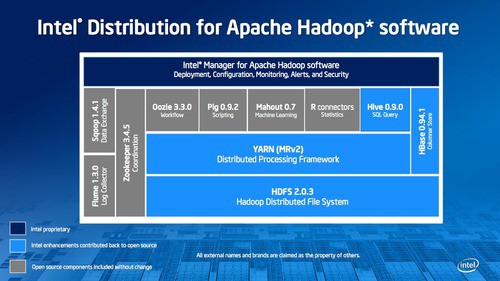 Intel® Distribution for Apache Hadoop* software
Intel® Manager for Apache Hadoop software
Deployment, Configuration, Monitoring, Alerts, and Security
Sqoop 1.4.1
Data Exchange
Flume 1.3.0
Log Collector
Zookeeper 3.4.5
Coordination
Oozie 3.3.0
Workflow
Pig 0.9.2
Scripting
Mahout 0.7
Machine Learning
R connectors
Statistics
Hive 0.9.0
SQL Query
HBase 0.94.1
Columnar Store
YARN (MRv2)
Distributed Processing Framework
HDFS 2.0.3
Hadoop Distributed File System
Intel proprietary
Intel enhancements contributed back to open source
Open source components included without change
All external names and brands are claimed as the property of others.
intel